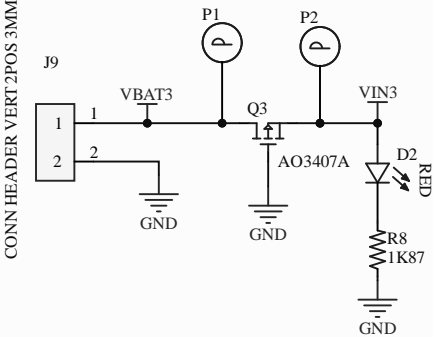 CONN HEADER VERT 2POS 3MM
J9
1
2
1
2
VBAT3
GND
P1
P
Q3
AO3407A
GND
P2
P
VIN3
D2
RED
R8
1K87
GND